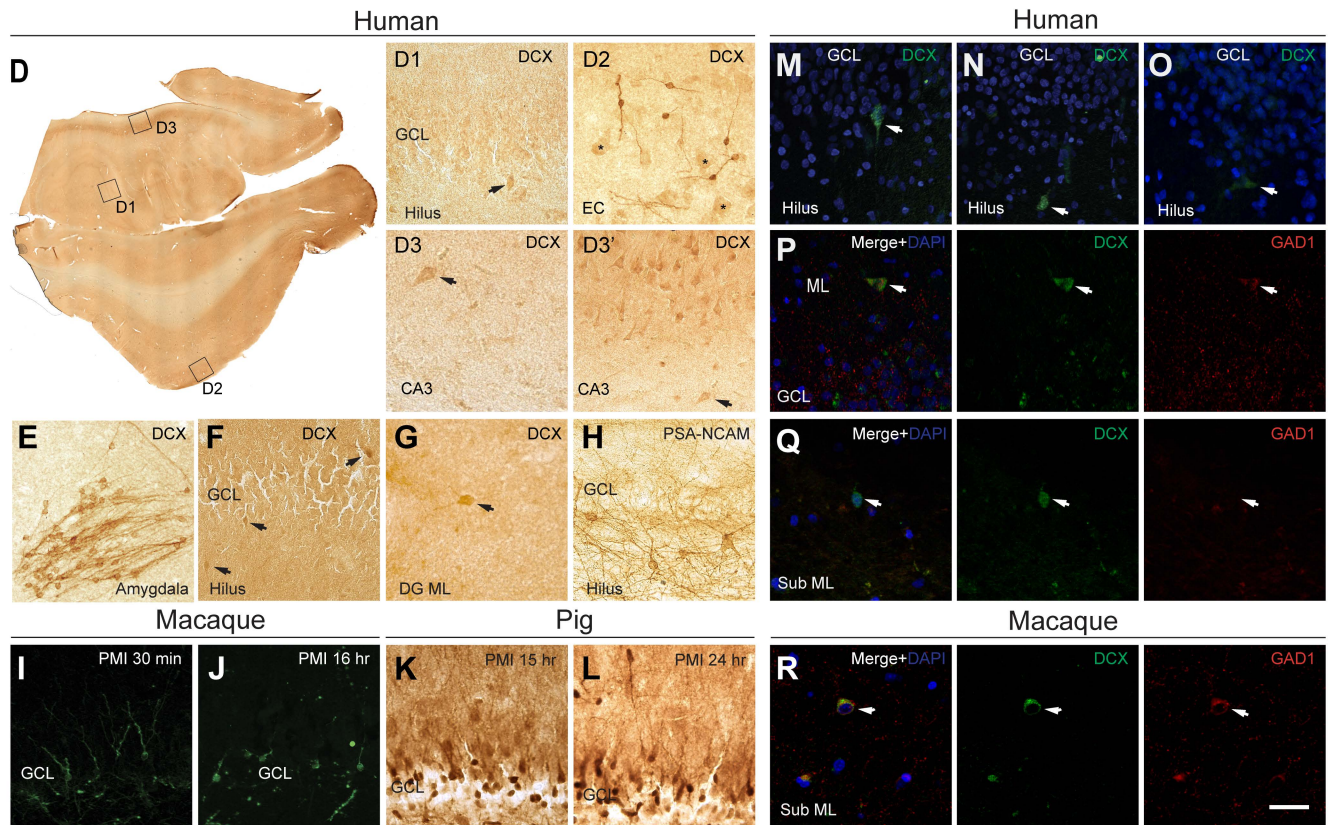 Human
D
D3
D1
D2
D1 DCX
GCL
Hilus
D2 DCX
*
*
*
EC
D3 DCX
CA3
D3' DCX
CA3
E DCX
Amygdala
F DCX
GCL
Hilus
G DCX
DG ML
H PSA-NCAM
GCL
Hilus
Macaque
I PMI 30 min
GCL
J PMI 16 hr
GCL
Pig
K PMI 15 hr
GCL
L PMI 24 hr
GCL
Human
M GCL DCX
Hilus
N GCL DCX
Hilus
O GCL DCX
Hilus
P Merge+DAPI DCX GAD1
ML
GCL
Q Merge+DAPI DCX GAD1
Sub ML
Macaque
R Merge+DAPI DCX GAD1
Sub ML